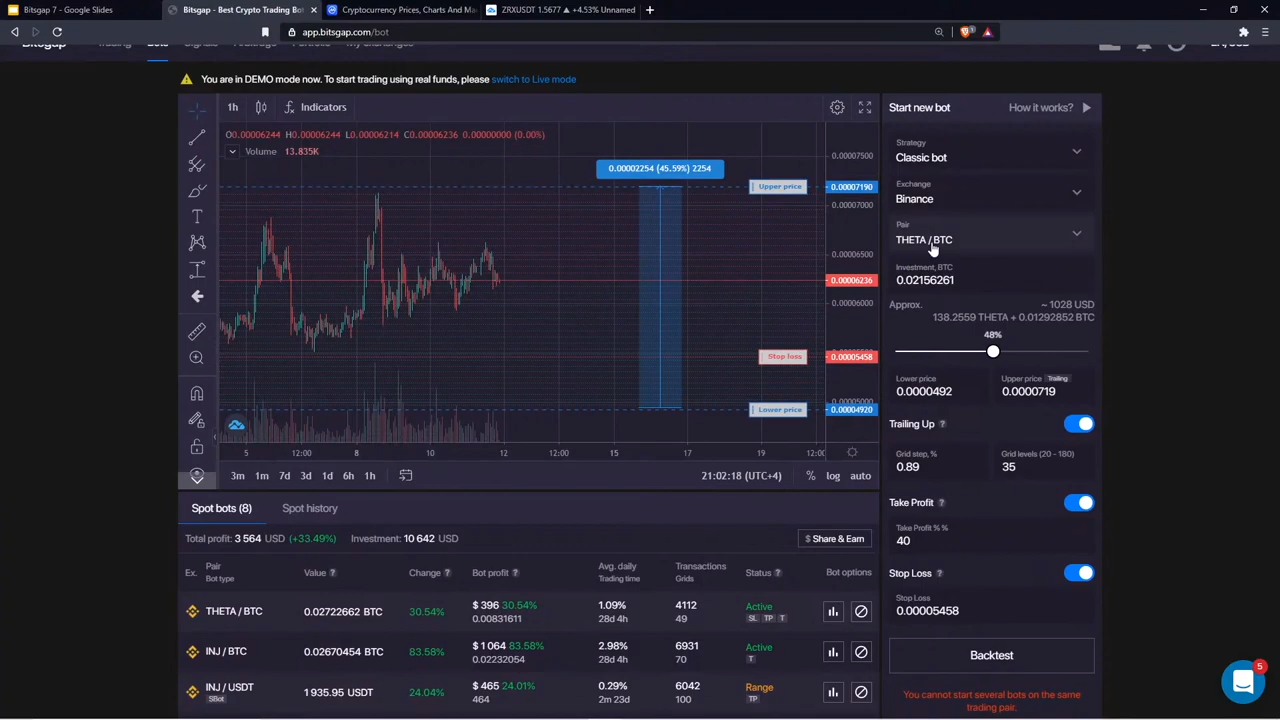 Bitsgap 7 - Google Slides
Bitsgap - Best Crypto Trading Bot
Cryptocurrency Prices, Charts And Ma
ZRXUSDT 1.5677 ▲ +4.53% Unnamed
app.bitsgap.com/bot
Bitsgap Trading Bots Signals Arbitrage Portfolio My exchanges
You are in DEMO mode now. To start trading using real funds, please switch to Live mode
1h
Indicators
O0.00006244 H0.00006244 L0.00006214 C0.00006236 0.00000000 (0.00%)
Volume 13.835K
0.00002254 (45.59%) 2254
Upper price
Stop loss
Lower price
0.00007500
0.00007190
0.00007000
0.00006500
0.00006236
0.00006000
0.00005458
0.00005000
0.00004920
5 12:00 8 10 12 12:00 15 17 19 12:00
3m 1m 7d 3d 1d 6h 1h
21:02:18 (UTC+4)
% log auto
Start new bot
How it works?
Strategy
Classic bot
Exchange
Binance
Pair
THETA / BTC
Investment, BTC
0.02156261
Approx. ~ 1028 USD
138.2559 THETA + 0.01292852 BTC
48%
Lower price
0.0000492
Upper price Trailing
0.0000719
Trailing Up ?
Grid step, %
0.89
Grid levels (20 - 180)
35
Take Profit ?
Take Profit % %
40
Stop Loss ?
Stop Loss
0.00005458
Backtest
You cannot start several bots on the same
trading pair.
Spot bots (8) Spot history
Total profit: 3 564 USD (+33.49%) Investment: 10 642 USD
$ Share & Earn
Ex. Pair Value ? Change ? Bot profit ? Avg. daily Transactions Status ? Bot options
Bot type Trading time Grids
THETA / BTC 0.02722662 BTC 30.54% $ 396 30.54% 1.09% 4112 Active
0.00831611 28d 4h 49 SL TP T
INJ / BTC 0.02670454 BTC 83.58% $ 1 064 83.58% 2.98% 6931 Active
0.02232054 28d 4h 70 T
INJ / USDT 1 935.95 USDT 24.04% $ 465 24.01% 0.29% 6042 Range
SBot 464 2m 23d 100 TP
5